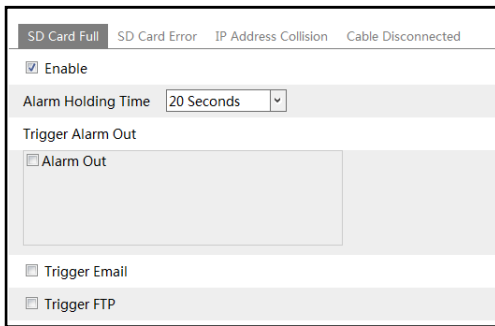 SD Card Full SD Card Error IP Address Collision Cable Disconnected
Enable
Alarm Holding Time 20 Seconds
Trigger Alarm Out
Alarm Out
Trigger Email
Trigger FTP